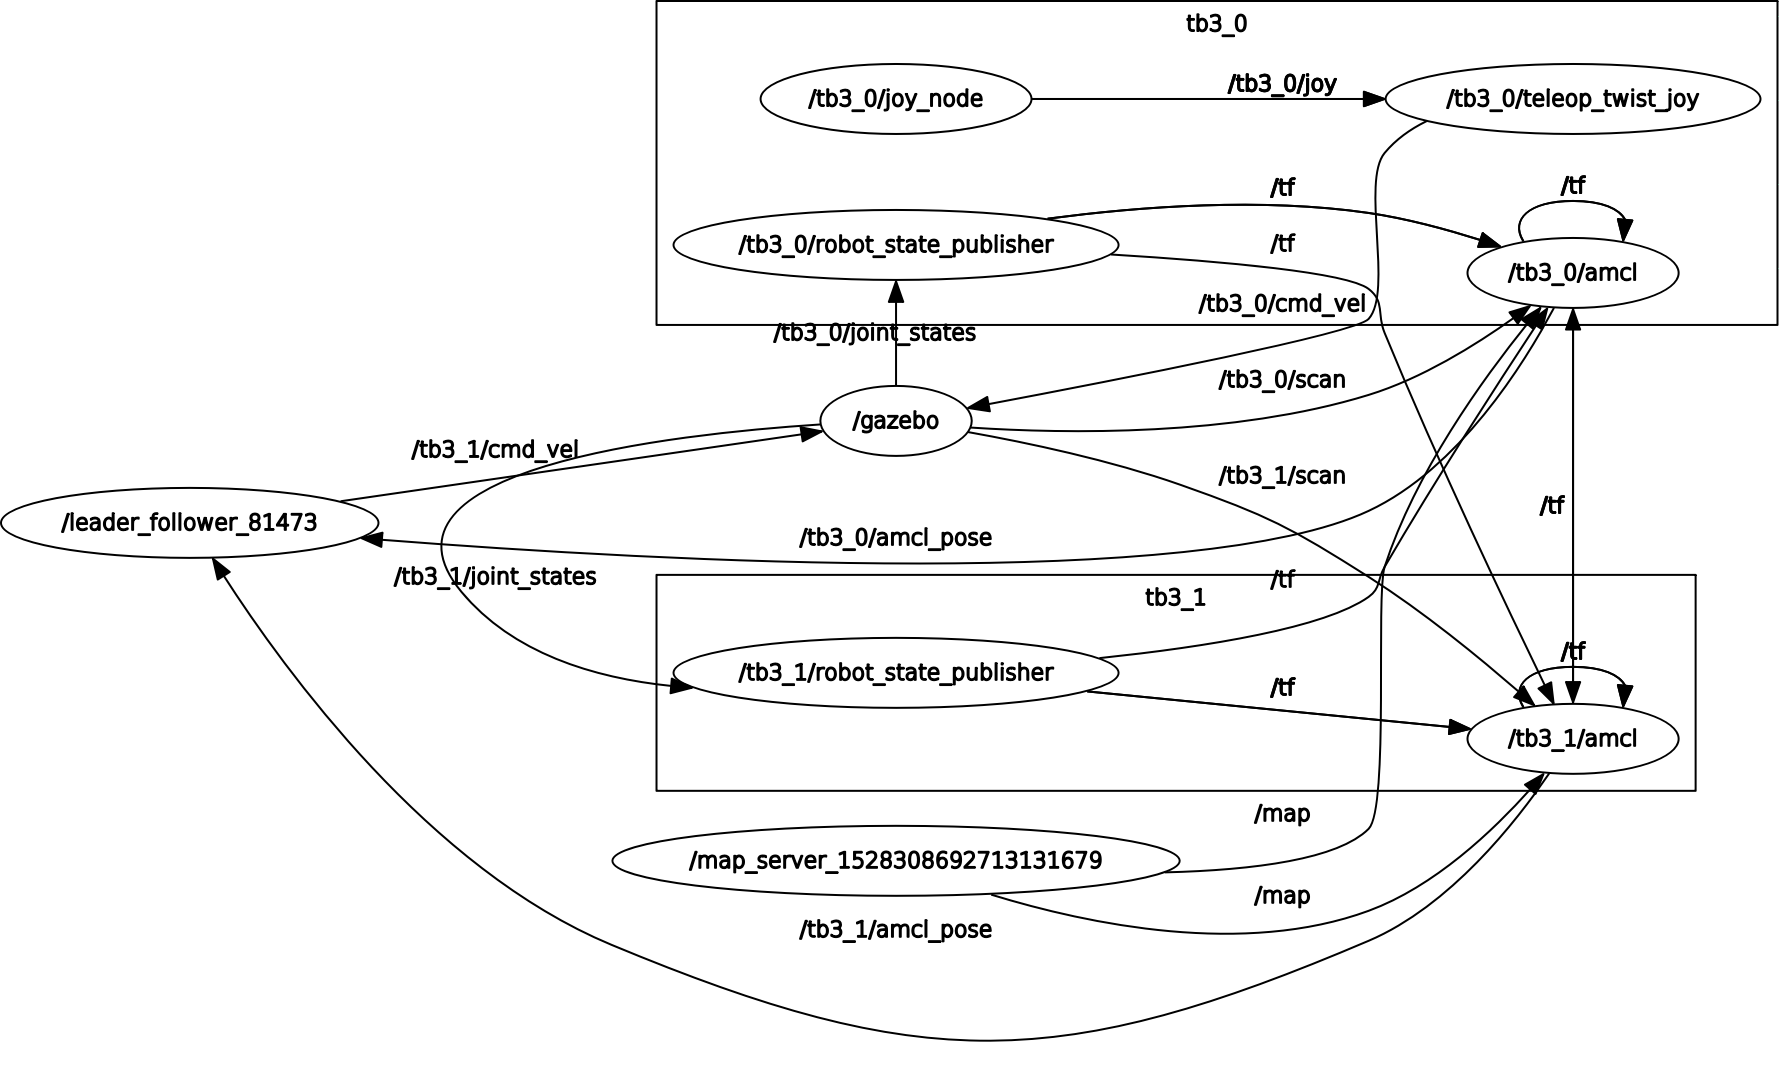 tb3_0
/tb3_0/joy
/tb3_0/joy_node
/tb3_0/teleop_twist_joy
/tf
/tf
/tb3_0/robot_state_publisher
/tf
/tb3_0/amcl
/tb3_0/cmd_vel
/tb3_0/joint_states
/tb3_0/scan
/gazebo
/tb3_1/cmd_vel
/tb3_1/scan
/tf
/leader_follower_81473
/tb3_0/amcl_pose
/tb3_1/joint_states
/tf
tb3_1
/tf
/tb3_1/robot_state_publisher
/tf
/tb3_1/amcl
/map
/map_server_1528308692713131679
/map
/tb3_1/amcl_pose